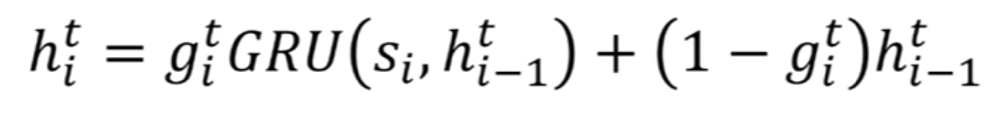 $h_i^t = g_i^t GRU(s_i, h_{i-1}^t) + (1 - g_i^t) h_{i-1}^t$